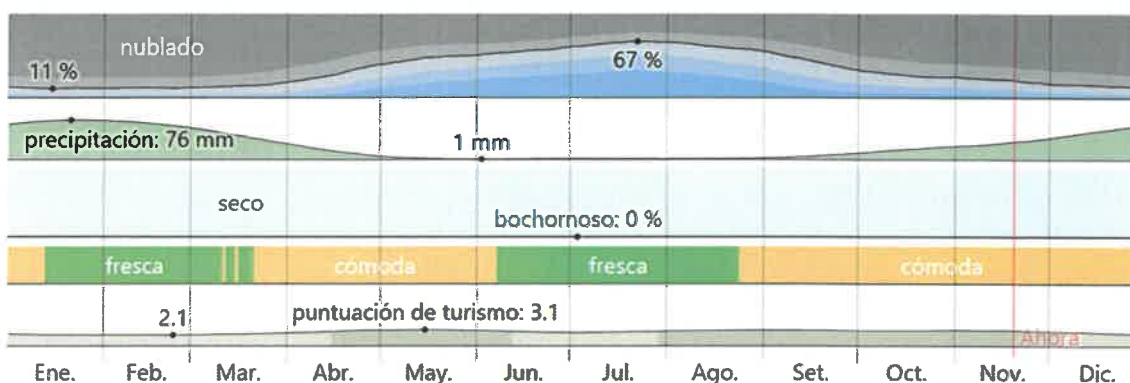 nublado
11 %
67 %
precipitación: 76 mm
1 mm
seco
bochornoso: 0 %
fresca cómoda fresca cómoda
2.1
puntuación de turismo: 3.1
Ahora
Ene. Feb. Mar. Abr. May. Jun. Jul. Ago. Set. Oct. Nov. Dic.